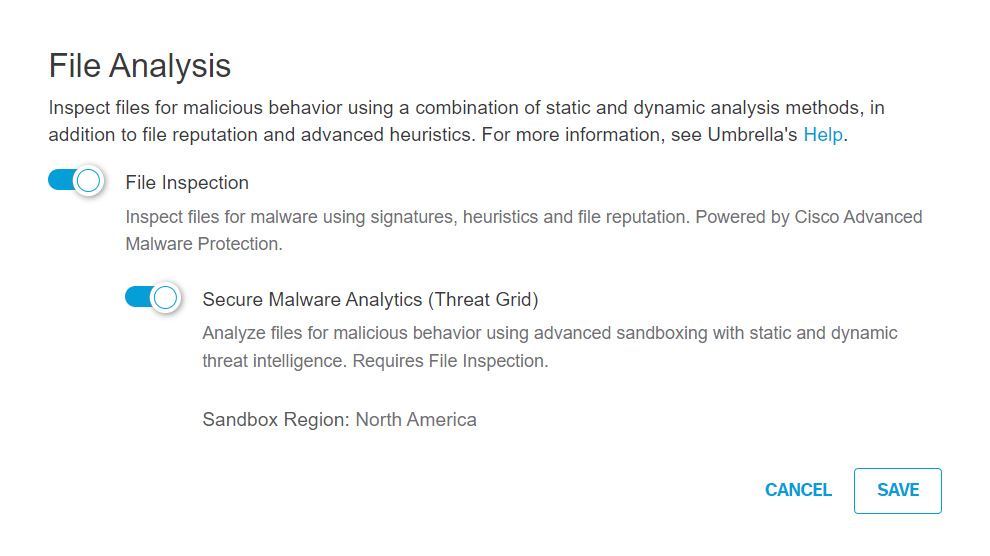 File Analysis
Inspect files for malicious behavior using a combination of static and dynamic analysis methods, in
addition to file reputation and advanced heuristics. For more information, see Umbrella's Help.
File Inspection
Inspect files for malware using signatures, heuristics and file reputation. Powered by Cisco Advanced
Malware Protection.
Secure Malware Analytics (Threat Grid)
Analyze files for malicious behavior using advanced sandboxing with static and dynamic
threat intelligence. Requires File Inspection.
Sandbox Region: North America
CANCEL SAVE